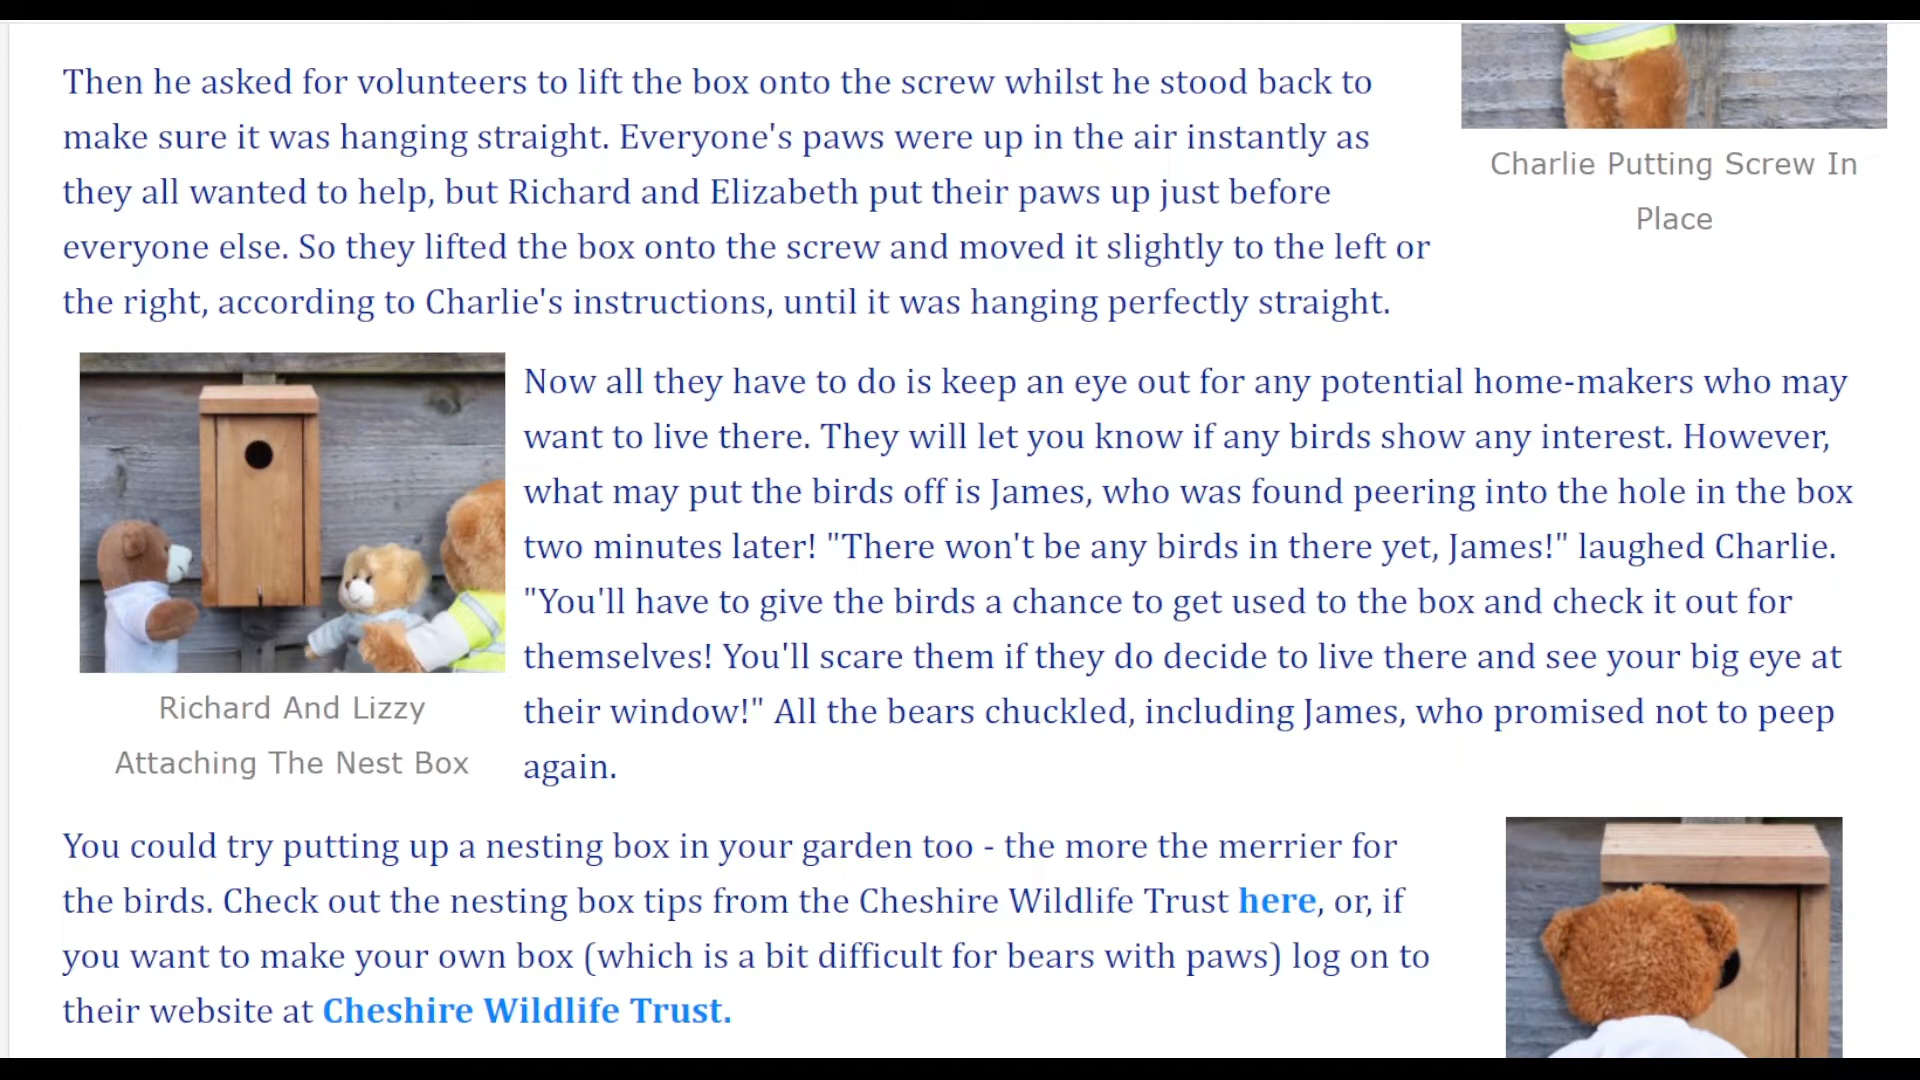 Then he asked for volunteers to lift the box onto the screw whilst he stood back to
make sure it was hanging straight. Everyone's paws were up in the air instantly as
they all wanted to help, but Richard and Elizabeth put their paws up just before
everyone else. So they lifted the box onto the screw and moved it slightly to the left or
the right, according to Charlie's instructions, until it was hanging perfectly straight.
Charlie Putting Screw In
Place
Now all they have to do is keep an eye out for any potential home-makers who may
want to live there. They will let you know if any birds show any interest. However,
what may put the birds off is James, who was found peering into the hole in the box
two minutes later! "There won't be any birds in there yet, James!" laughed Charlie.
"You'll have to give the birds a chance to get used to the box and check it out for
themselves! You'll scare them if they do decide to live there and see your big eye at
their window!" All the bears chuckled, including James, who promised not to peep
again.
Richard And Lizzy
Attaching The Nest Box
You could try putting up a nesting box in your garden too - the more the merrier for
the birds. Check out the nesting box tips from the Cheshire Wildlife Trust here, or, if
you want to make your own box (which is a bit difficult for bears with paws) log on to
their website at Cheshire Wildlife Trust.